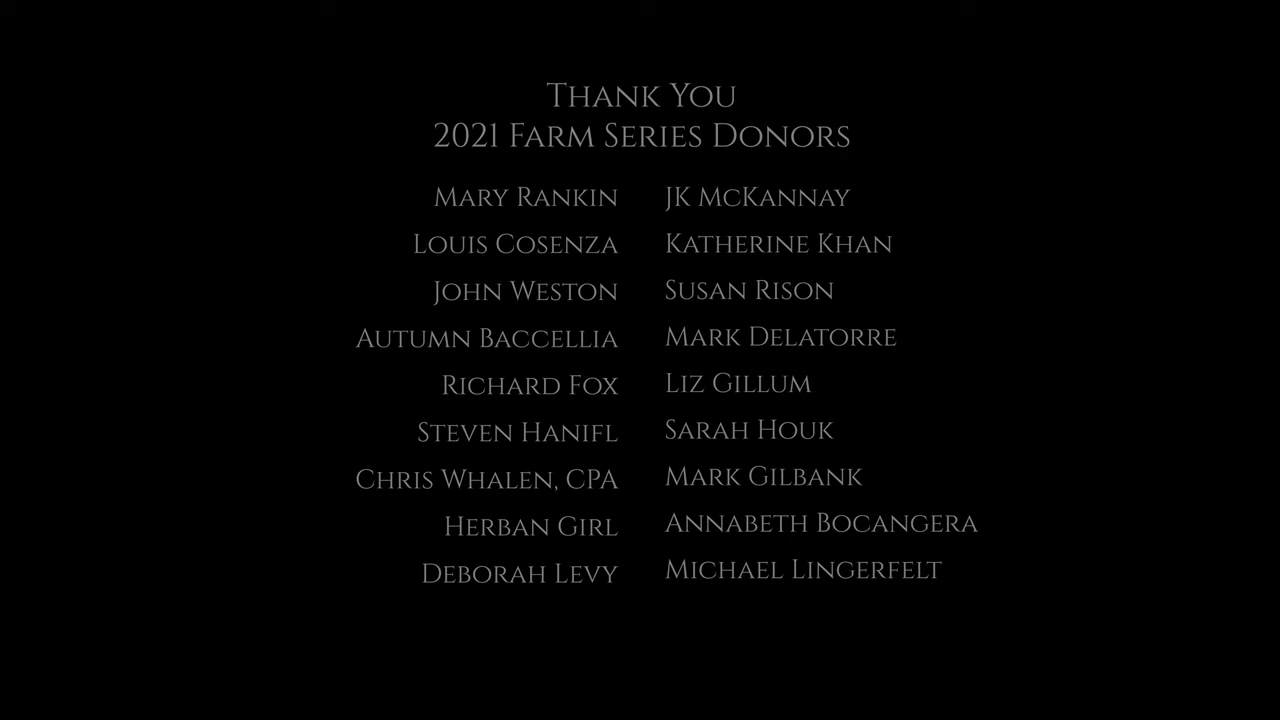 Thank You
2021 Farm Series Donors
Mary Rankin
Louis Cosenza
John Weston
Autumn Baccellia
Richard Fox
Steven Hanifl
Chris Whalen, CPA
Herban Girl
Deborah Levy
JK McKannay
Katherine Khan
Susan Rison
Mark Delatorre
Liz Gillum
Sarah Houk
Mark Gilbank
Annabeth Bocangera
Michael Lingerfelt